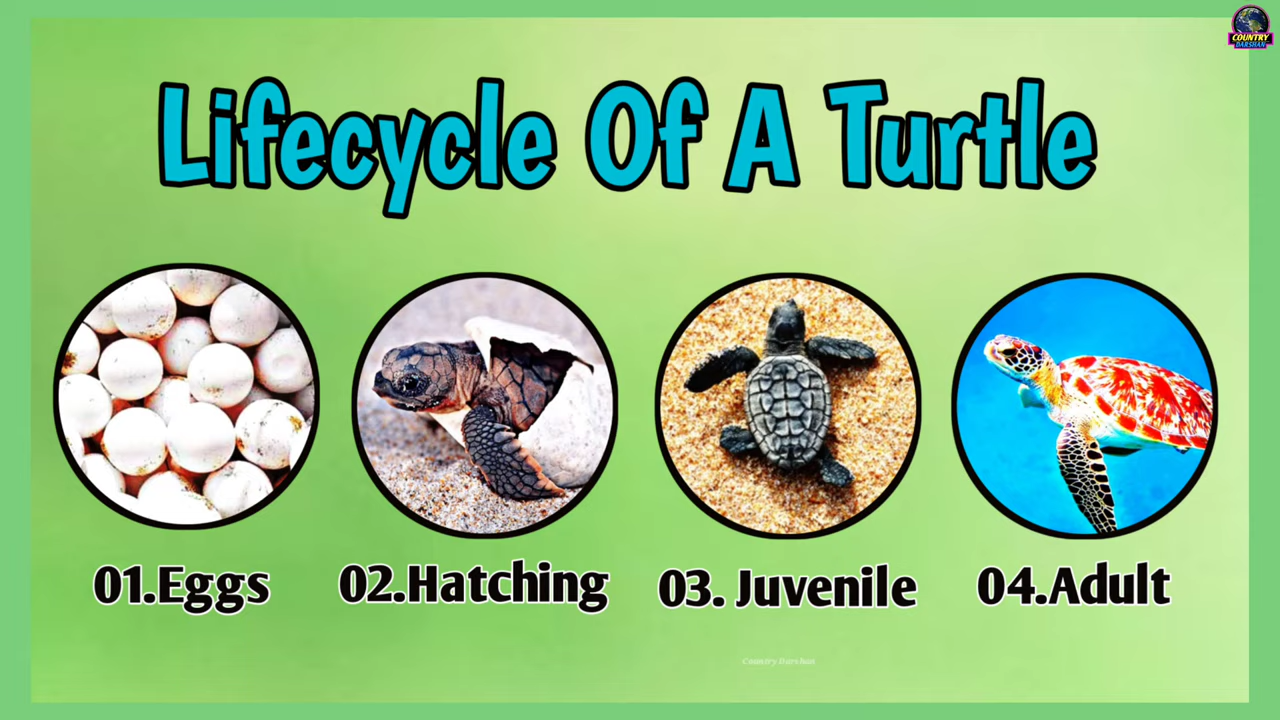 COUNTRY
DARSHAN
Lifecycle Of A Turtle
01.Eggs
02.Hatching
03. Juvenile
04.Adult
Country Darshan